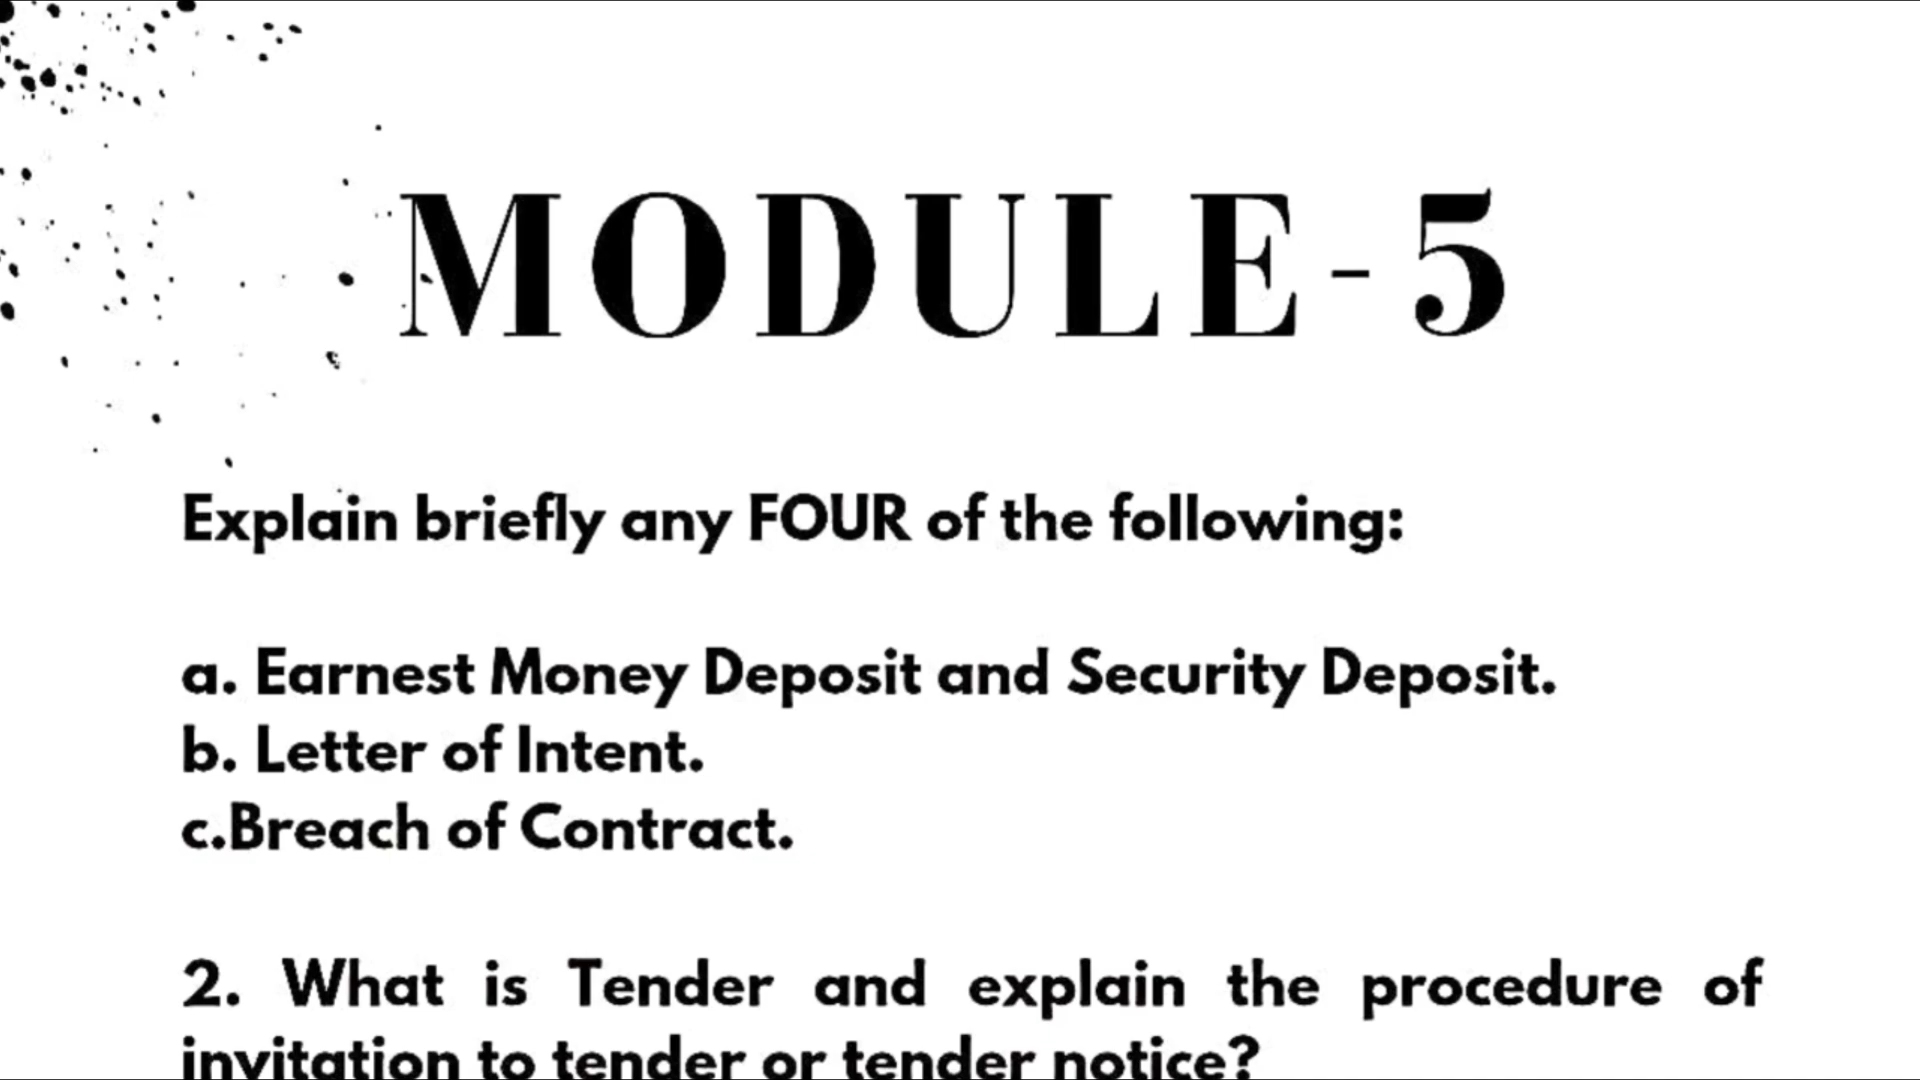 MODULE-5
Explain briefly any FOUR of the following:
a. Earnest Money Deposit and Security Deposit.
b. Letter of Intent.
c.Breach of Contract.
2. What is Tender and explain the procedure of
invitation to tender or tender notice?